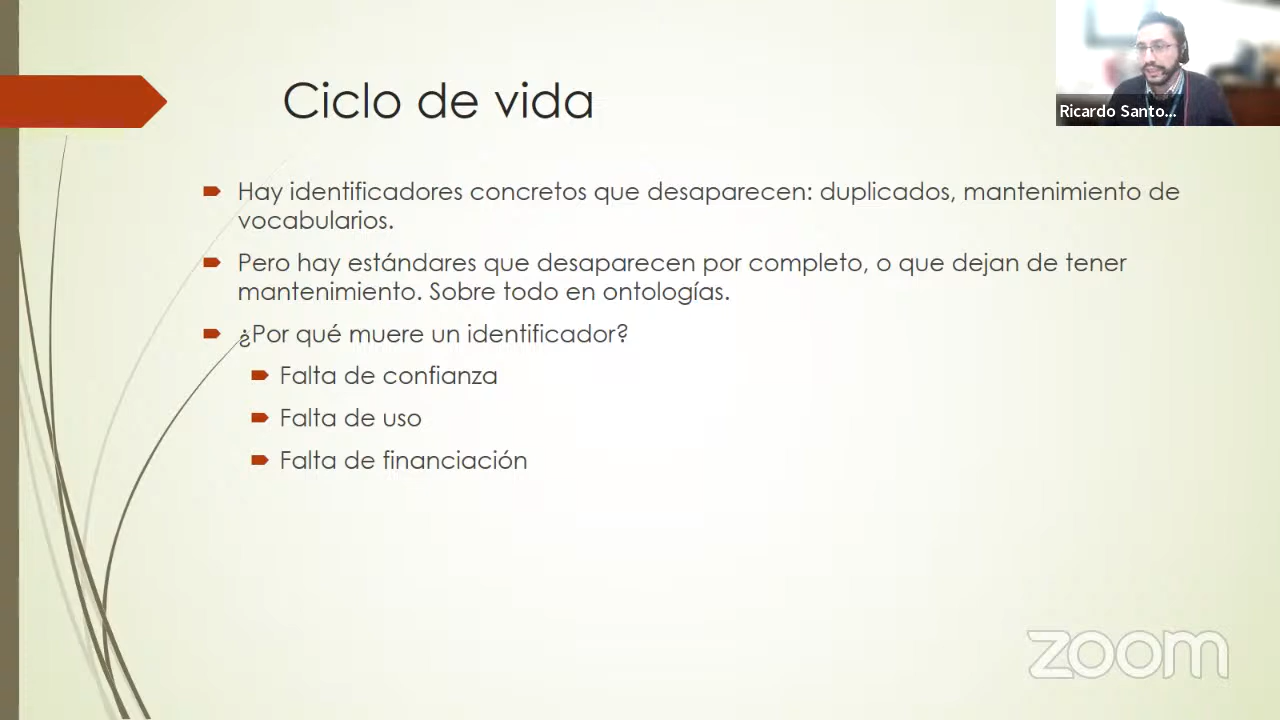 Ciclo de vida
Ricardo Santo...
Hay identificadores concretos que desaparecen: duplicados, mantenimiento de
vocabularios.
Pero hay estándares que desaparecen por completo, o que dejan de tener
mantenimiento. Sobre todo en ontologías.
¿Por qué muere un identificador?
Falta de confianza
Falta de uso
Falta de financiación
zoom